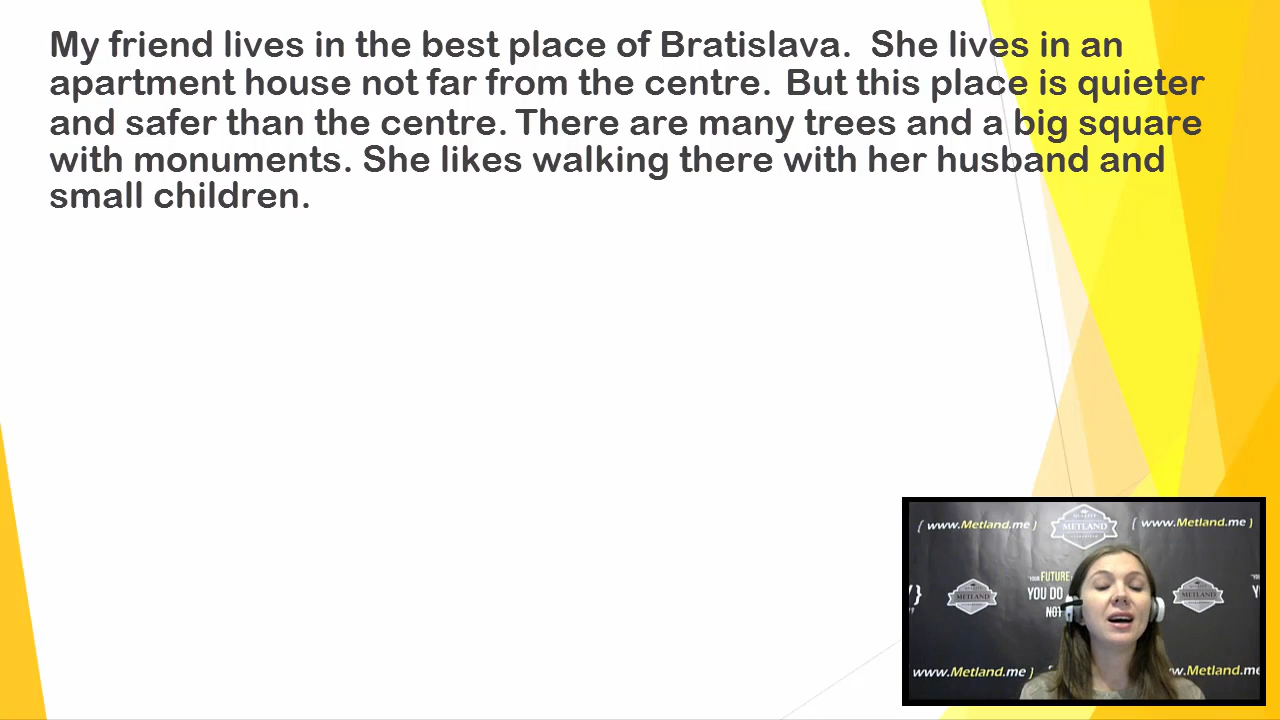 My friend lives in the best place of Bratislava. She lives in an
apartment house not far from the centre. But this place is quieter
and safer than the centre. There are many trees and a big square
with monuments. She likes walking there with her husband and
small children.
{ www.Metland.me }
METLAND
{ www.Metland.me }
METLAND
"YOUR FUTURE
YOU DO
NOT
METLAND
www.Metland.me }
www.Metland.me